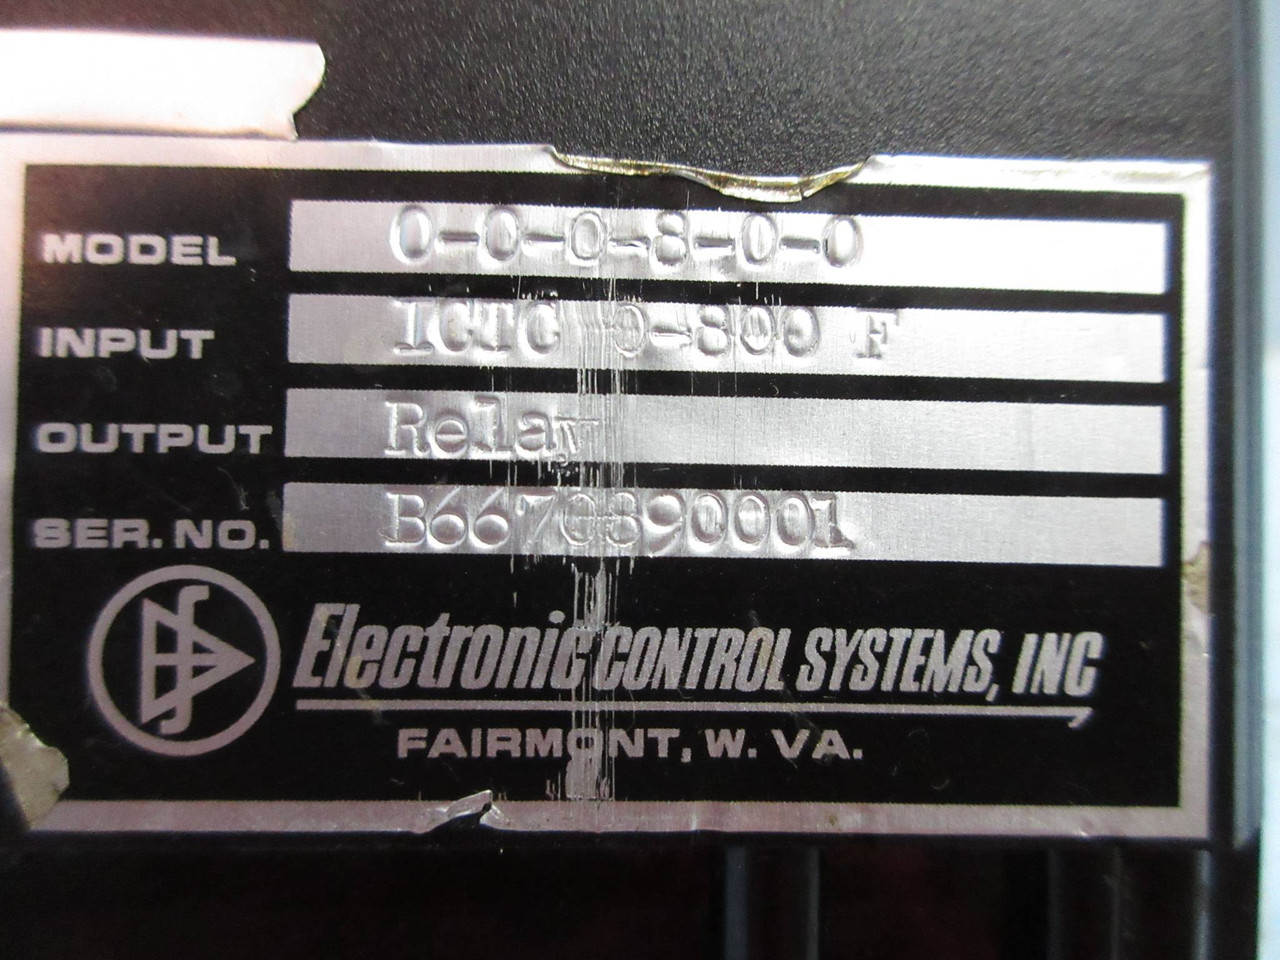 MODEL 0-0-0-8-0-0
INPUT ICTC 0-800 F
OUTPUT Relay
SER. NO. B6670890001
Electronic CONTROL SYSTEMS, INC
FAIRMONT, W. VA.